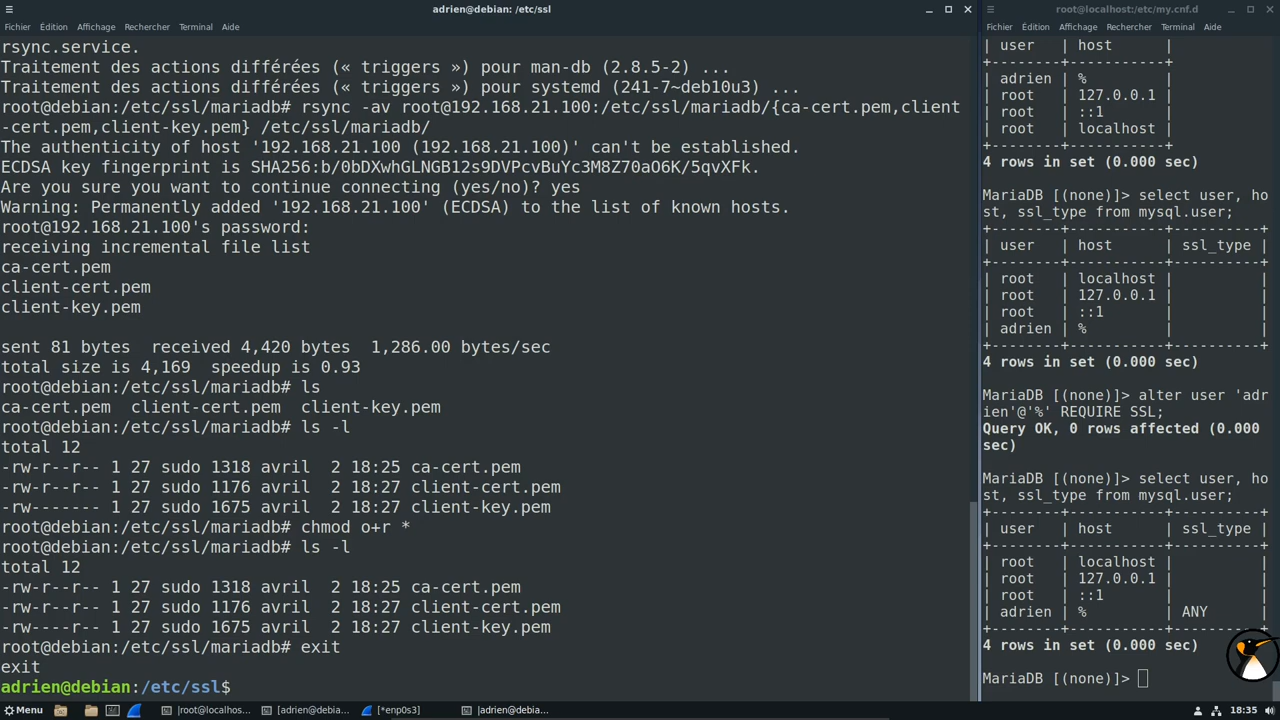 adrien@debian: /etc/ssl
Fichier Édition Affichage Rechercher Terminal Aide
rsync.service.
Traitement des actions différées (« triggers ») pour man-db (2.8.5-2) ...
Traitement des actions différées (« triggers ») pour systemd (241-7~deb10u3) ...
root@debian:/etc/ssl/mariadb# rsync -av root@192.168.21.100:/etc/ssl/mariadb/{ca-cert.pem,client
-cert.pem,client-key.pem} /etc/ssl/mariadb/
The authenticity of host '192.168.21.100 (192.168.21.100)' can't be established.
ECDSA key fingerprint is SHA256:b/0bDXwhGLNGB12s9DVPcvBuYc3M8Z70aO6K/5qvXFk.
Are you sure you want to continue connecting (yes/no)? yes
Warning: Permanently added '192.168.21.100' (ECDSA) to the list of known hosts.
root@192.168.21.100's password:
receiving incremental file list
ca-cert.pem
client-cert.pem
client-key.pem
sent 81 bytes  received 4,420 bytes  1,286.00 bytes/sec
total size is 4,169  speedup is 0.93
root@debian:/etc/ssl/mariadb# ls
ca-cert.pem  client-cert.pem  client-key.pem
root@debian:/etc/ssl/mariadb# ls -l
total 12
-rw-r--r-- 1 27 sudo 1318 avril  2 18:25 ca-cert.pem
-rw-r--r-- 1 27 sudo 1176 avril  2 18:27 client-cert.pem
-rw------- 1 27 sudo 1675 avril  2 18:27 client-key.pem
root@debian:/etc/ssl/mariadb# chmod o+r *
root@debian:/etc/ssl/mariadb# ls -l
total 12
-rw-r--r-- 1 27 sudo 1318 avril  2 18:25 ca-cert.pem
-rw-r--r-- 1 27 sudo 1176 avril  2 18:27 client-cert.pem
-rw----r-- 1 27 sudo 1675 avril  2 18:27 client-key.pem
root@debian:/etc/ssl/mariadb# exit
exit
adrien@debian:/etc/ssl$
root@localhost:/etc/my.cnf.d
Fichier Édition Affichage Rechercher Terminal Aide
| user   | host      |
+--------+-----------+
| adrien | %         |
| root   | 127.0.0.1 |
| root   | ::1       |
| root   | localhost |
+--------+-----------+
4 rows in set (0.000 sec)
MariaDB [(none)]> select user, ho
st, ssl_type from mysql.user;
+--------+-----------+----------+
| user   | host      | ssl_type |
+--------+-----------+----------+
| root   | localhost |          |
| root   | 127.0.0.1 |          |
| root   | ::1       |          |
| adrien | %         |          |
+--------+-----------+----------+
4 rows in set (0.000 sec)
MariaDB [(none)]> alter user 'adr
ien'@'%' REQUIRE SSL;
Query OK, 0 rows affected (0.000
sec)
MariaDB [(none)]> select user, ho
st, ssl_type from mysql.user;
+--------+-----------+----------+
| user   | host      | ssl_type |
+--------+-----------+----------+
| root   | localhost |          |
| root   | 127.0.0.1 |          |
| root   | ::1       |          |
| adrien | %         | ANY      |
+--------+-----------+----------+
4 rows in set (0.000 sec)
MariaDB [(none)]>
Menu |root@localhos... [adrien@debia... [*enp0s3] |adrien@debia... 18:35